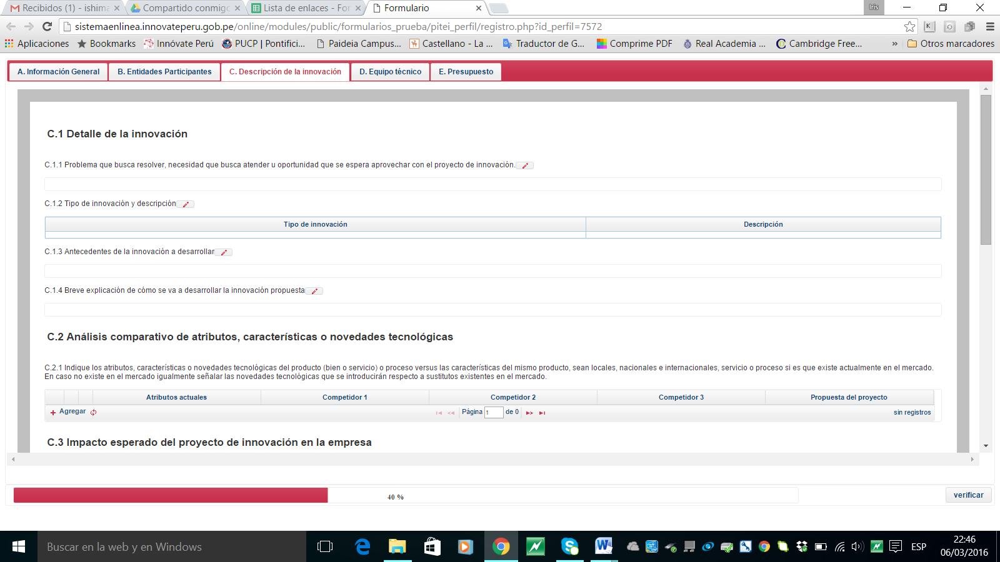 Recibidos (1) - ishima
Compartido conmigo
Lista de enlaces - For
Formulario
Iris
sistemaenlinea.innovateperu.gob.pe/online/modules/public/formularios_prueba/pitei_perfil/registro.php?id_perfil=7572
Aplicaciones
Bookmarks
Innóvate Perú
PUCP | Pontifici...
Paideia Campus...
Castellano - La ...
Traductor de G...
Comprime PDF
Real Academia ...
Cambridge Free...
»
Otros marcadores
A. Información General
B. Entidades Participantes
C. Descripción de la innovación
D. Equipo técnico
E. Presupuesto
C.1 Detalle de la innovación
C.1.1 Problema que busca resolver, necesidad que busca atender u oportunidad que se espera aprovechar con el proyecto de innovación.
C.1.2 Tipo de innovación y descripción
Tipo de innovación
Descripción
C.1.3 Antecedentes de la innovación a desarrollar
C.1.4 Breve explicación de cómo se va a desarrollar la innovación propuesta
C.2 Análisis comparativo de atributos, características o novedades tecnológicas
C.2.1 Indique los atributos, características o novedades tecnológicas del producto (bien o servicio) o proceso versus las características del mismo producto, sean locales, nacionales e internacionales, servicio o proceso si es que existe actualmente en el mercado.
En caso no existe en el mercado igualmente señalar las novedades tecnológicas que se introducirán respecto a sustitutos existentes en el mercado.
Atributos actuales
Competidor 1
Competidor 2
Competidor 3
Propuesta del proyecto
Agregar
Página 1 de 0
sin registros
C.3 Impacto esperado del proyecto de innovación en la empresa
40 %
verificar
Buscar en la web y en Windows
ESP
22:46
06/03/2016